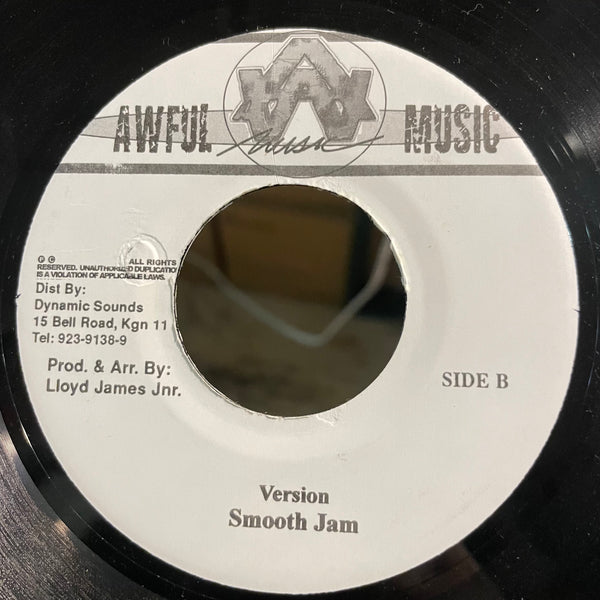 AWFUL Music MUSIC
℗ © ALL RIGHTS
RESERVED. UNAUTHORIZED DUPLICATION
IS A VIOLATION OF APPLICABLE LAWS.
Dist By:
Dynamic Sounds
15 Bell Road, Kgn 11
Tel: 923-9138-9
Prod. & Arr. By:
Lloyd James Jnr.
SIDE B
Version
Smooth Jam